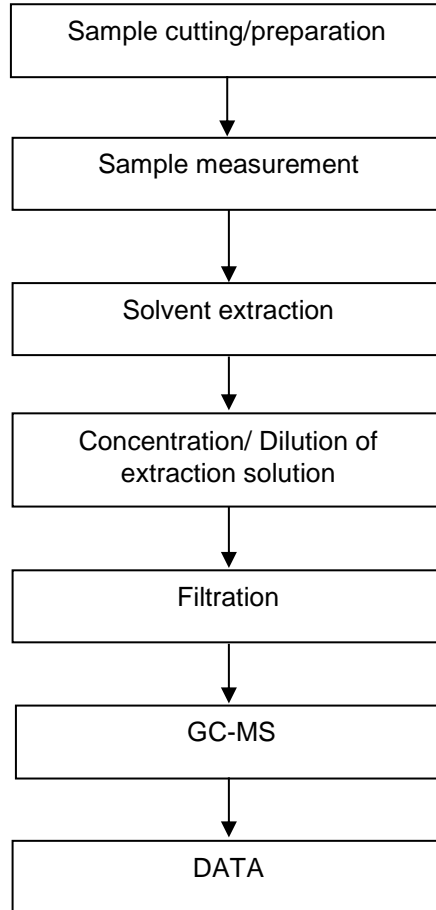 Sample cutting/preparation
Sample measurement
Solvent extraction
Concentration/ Dilution of
extraction solution
Filtration
GC-MS
DATA